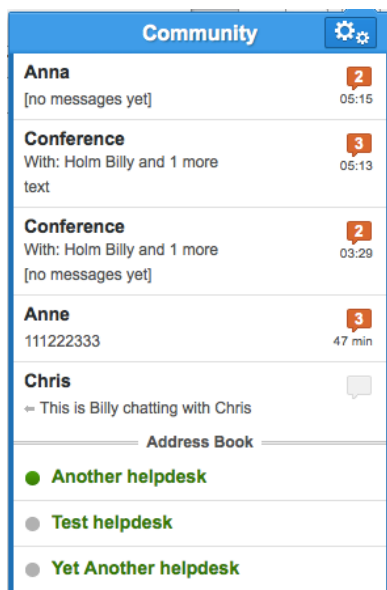 Community
Anna
2
[no messages yet]
05:15
Conference
3
With: Holm Billy and 1 more
05:13
text
Conference
2
With: Holm Billy and 1 more
03:29
[no messages yet]
Anne
3
111222333
47 min
Chris
⇐ This is Billy chatting with Chris
Address Book
Another helpdesk
Test helpdesk
Yet Another helpdesk